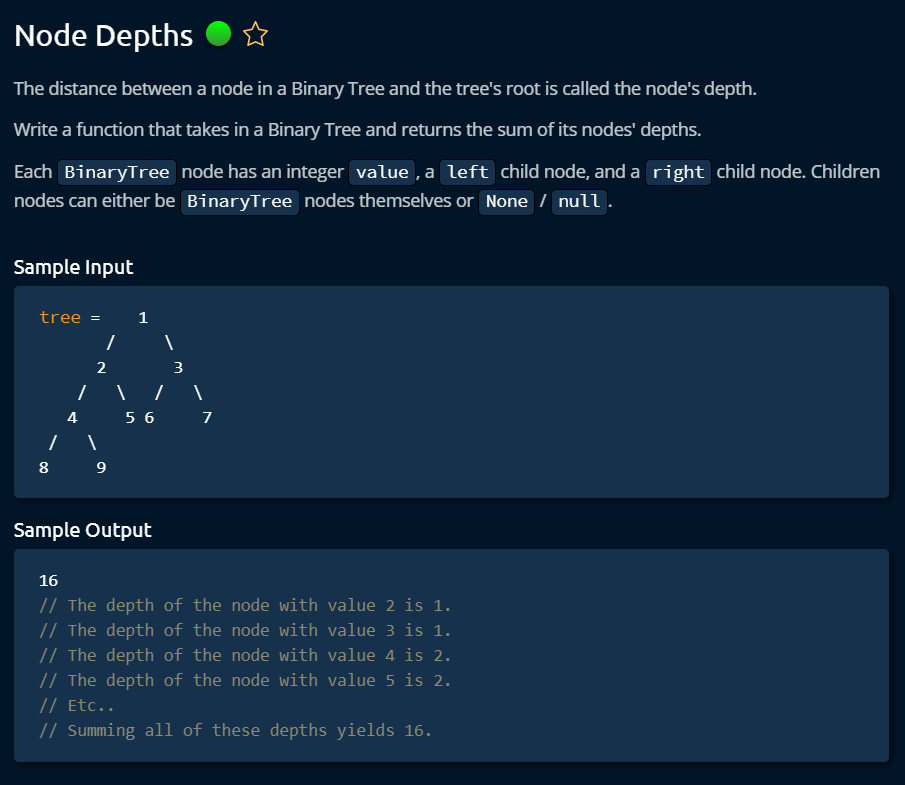 Node Depths
The distance between a node in a Binary Tree and the tree's root is called the node's depth.
Write a function that takes in a Binary Tree and returns the sum of its nodes' depths.
Each BinaryTree node has an integer value, a left child node, and a right child node. Children
nodes can either be BinaryTree nodes themselves or None / null.
Sample Input
tree =    1
       /     \
      2       3
    /   \   /   \
   4     5 6     7
 /   \
8     9
Sample Output
16
// The depth of the node with value 2 is 1.
// The depth of the node with value 3 is 1.
// The depth of the node with value 4 is 2.
// The depth of the node with value 5 is 2.
// Etc..
// Summing all of these depths yields 16.